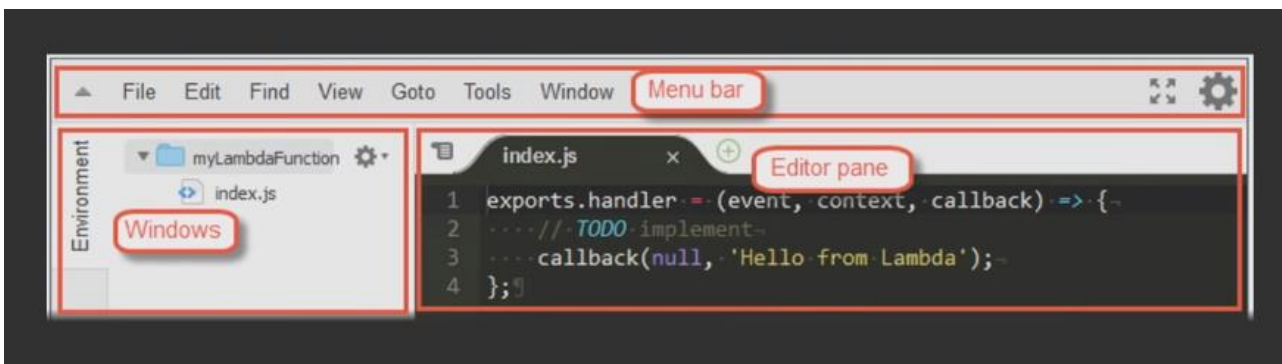 File Edit Find View Goto Tools Window Menu bar
Environment
myLambdaFunction
index.js
Windows
index.js
Editor pane
1 exports.handler = (event, context, callback) => {
2 // TODO implement
3 callback(null, 'Hello from Lambda');
4 };